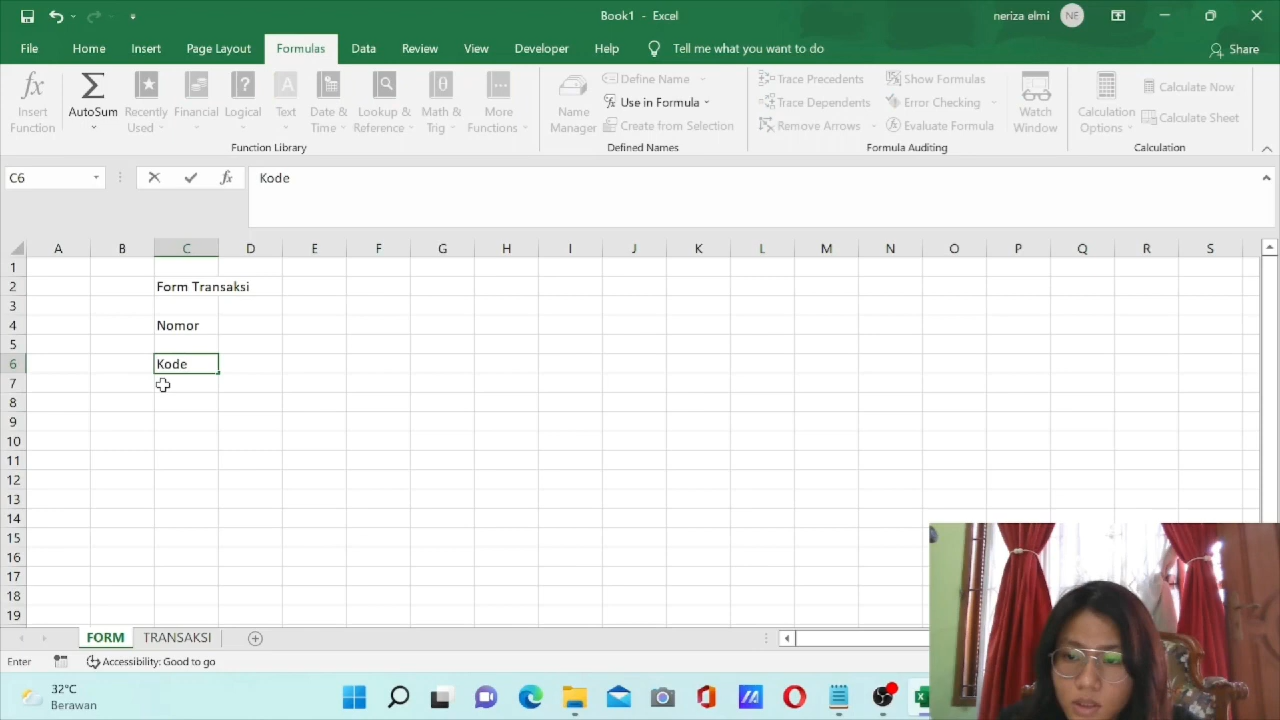 Book1 - Excel
neriza elmi
NE
File Home Insert Page Layout Formulas Data Review View Developer Help Tell me what you want to do Share
fx Insert Function
Σ AutoSum
Recently Used
Financial
Logical
Text
Date & Time
Lookup & Reference
Math & Trig
More Functions
Function Library
Name Manager
Define Name
Use in Formula
Create from Selection
Defined Names
Trace Precedents
Trace Dependents
Remove Arrows
Show Formulas
Error Checking
Evaluate Formula
Watch Window
Formula Auditing
Calculation Options
Calculate Now
Calculate Sheet
Calculation
C6 fx Kode
A B C D E F G H I J K L M N O P Q R S
1
2 Form Transaksi
3
4 Nomor
5
6 Kode
7
8
9
10
11
12
13
14
15
16
17
18
19
FORM TRANSAKSI
Enter Accessibility: Good to go
32°C
Berawan